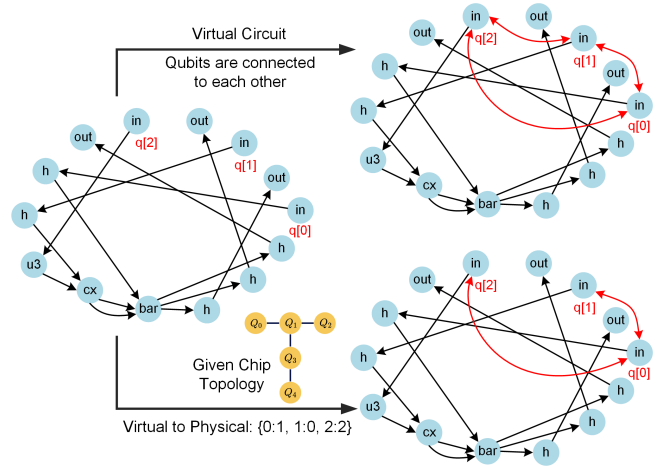 Virtual Circuit
Qubits are connected
to each other
in
q[2]
out
in
q[1]
out
h
out
in
q[0]
h
h
u3
cx
bar
h
h
in
q[2]
out
out
in
q[1]
h
out
h
in
q[0]
h
u3
cx
h
bar
h
Q0 Q1 Q2
Q3
Q4
Given Chip
Topology
Virtual to Physical: {0:1, 1:0, 2:2}
in
q[2]
out
out
in
q[1]
h
out
h
in
q[0]
h
u3
cx
h
bar
h